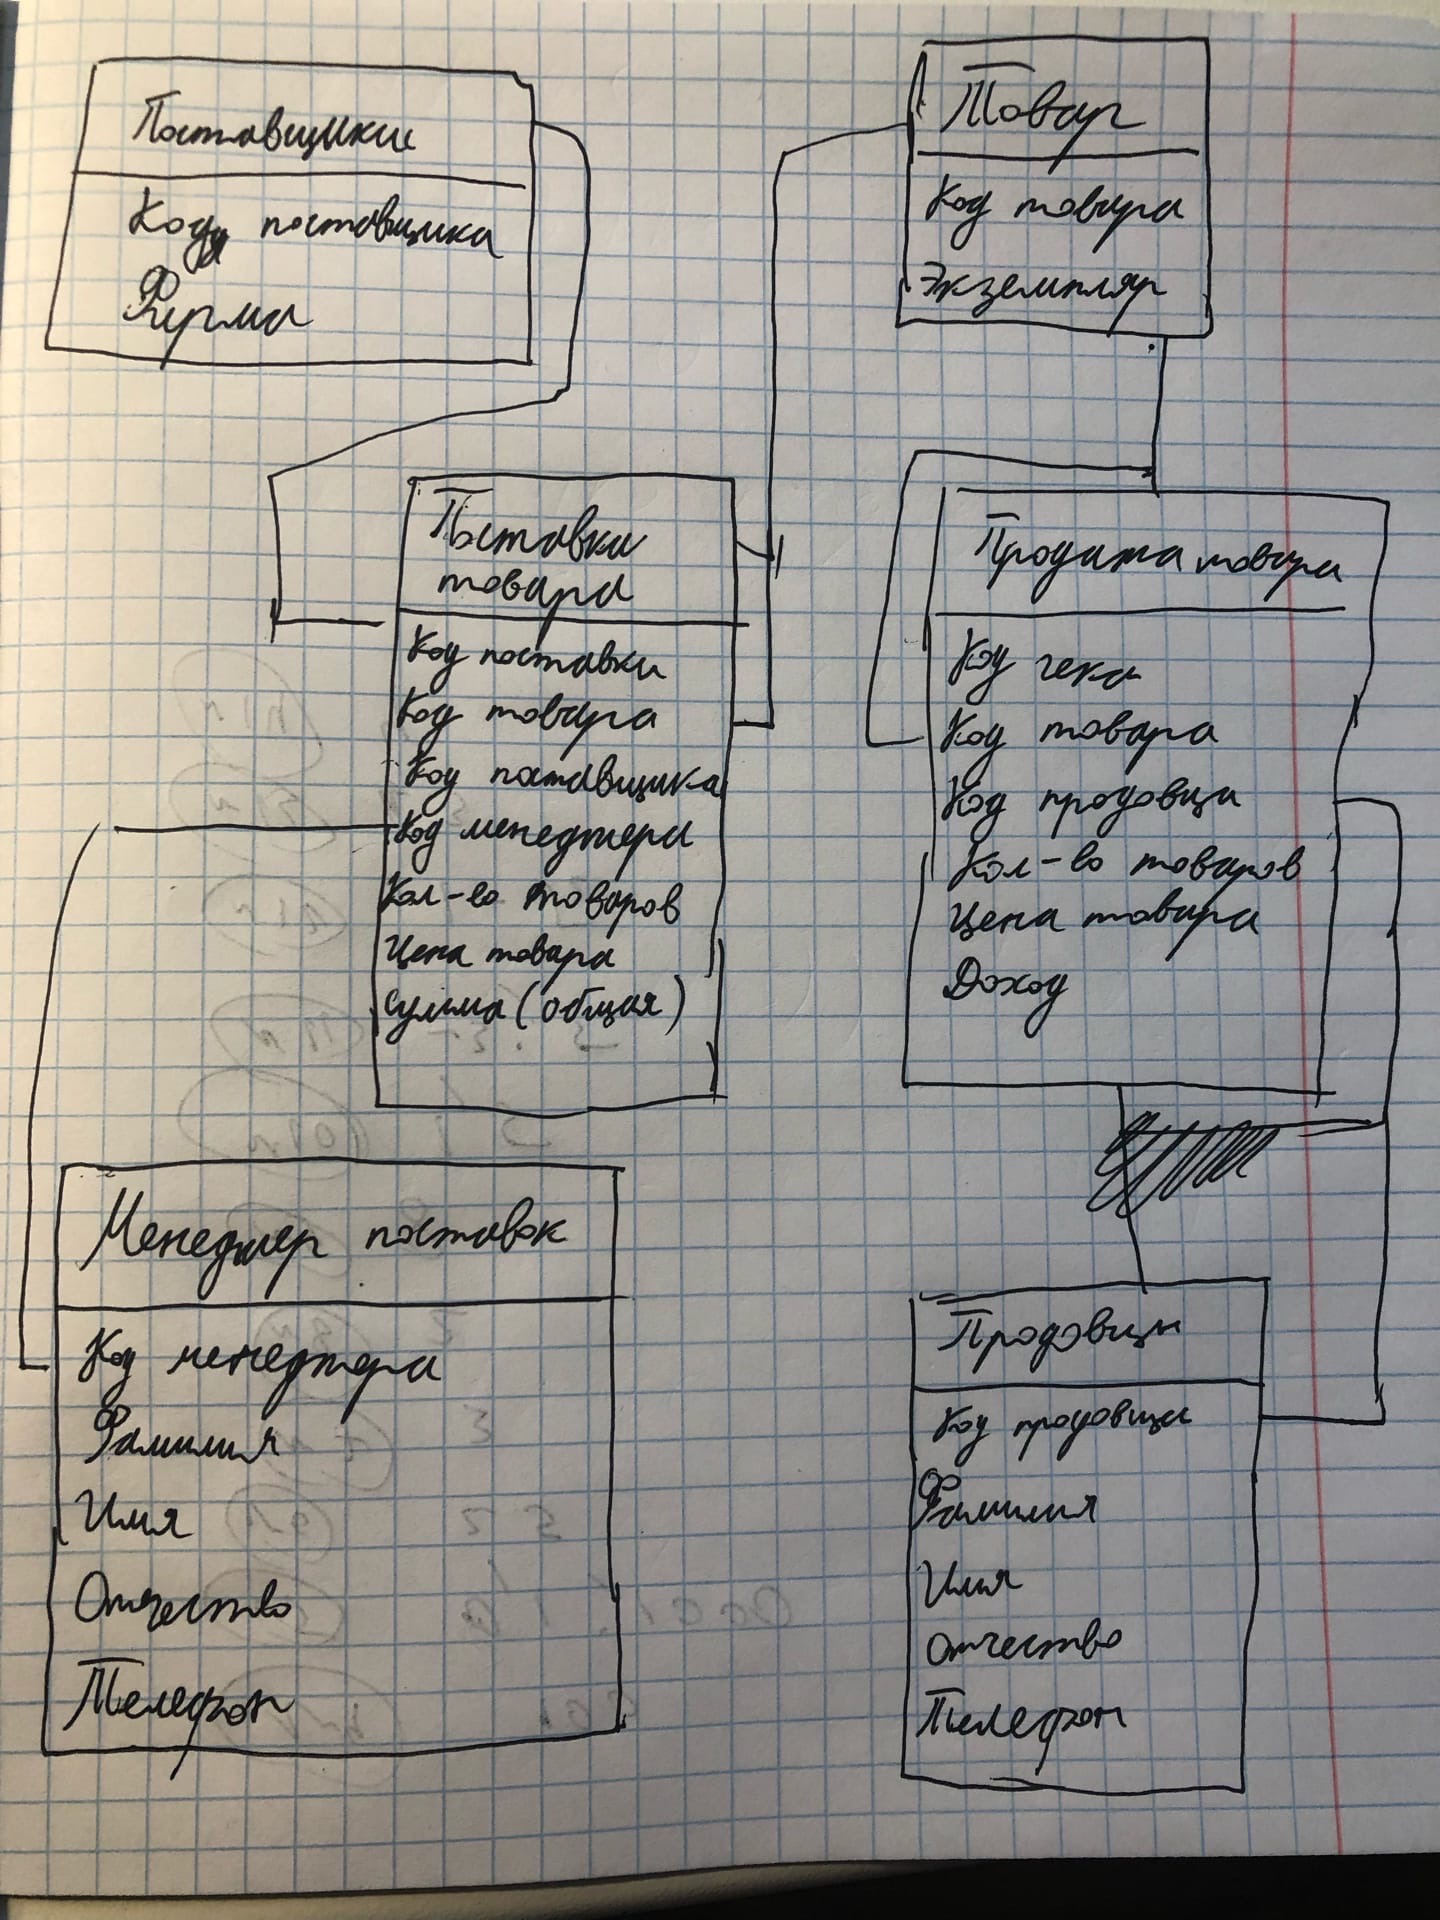 Поставщики
Код поставщика
Фирма
Товар
Код товара
Экземпляр
Поставки
товара
Код поставки
Код товара
Код поставщика
Код менеджера
Кол-во товаров
Цена товара
Сумма (общая)
Продажа товара
Код чека
Код товара
Код продавца
Кол-во товаров
Цена товара
Доход
Менеджер поставок
Код менеджера
Фамилия
Имя
Отчество
Телефон
Продавцы
Код продавца
Фамилия
Имя
Отчество
Телефон